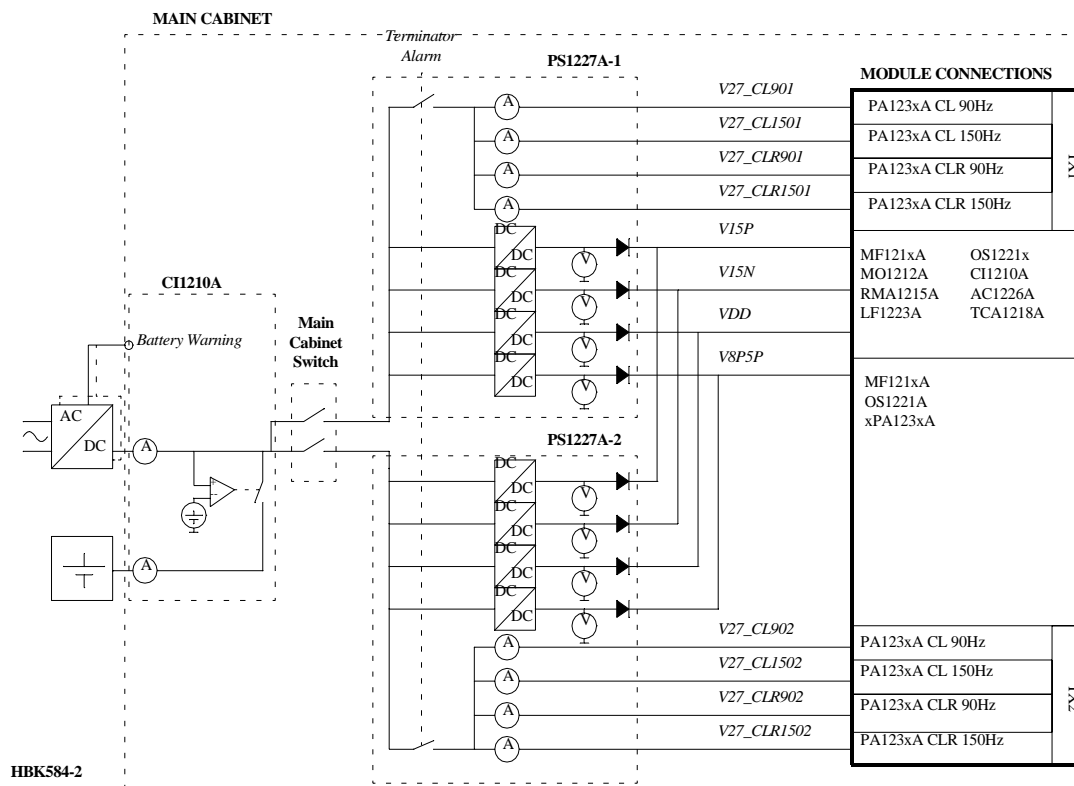 MAIN CABINET
Terminator
Alarm
PS1227A-1
MODULE CONNECTIONS
A
V27_CL901
PA123xA CL 90Hz
A
V27_CL1501
PA123xA CL 150Hz
A
V27_CLR901
PA123xA CLR 90Hz
A
V27_CLR1501
PA123xA CLR 150Hz
TX1
DC
DC
V
V15P
DC
DC
V
V15N
DC
DC
V
VDD
DC
DC
V
V8P5P
MF121xA OS1221x
MO1212A CI1210A
RMA1215A AC1226A
LF1223A TCA1218A
CI1210A
Battery Warning
Main
Cabinet
Switch
MF121xA
OS1221A
xPA123xA
AC
DC
A
+
-
A
PS1227A-2
DC
DC
V
DC
DC
V
DC
DC
V
DC
DC
V
A
V27_CL902
PA123xA CL 90Hz
A
V27_CL1502
PA123xA CL 150Hz
A
V27_CLR902
PA123xA CLR 90Hz
A
V27_CLR1502
PA123xA CLR 150Hz
TX2
HBK584-2